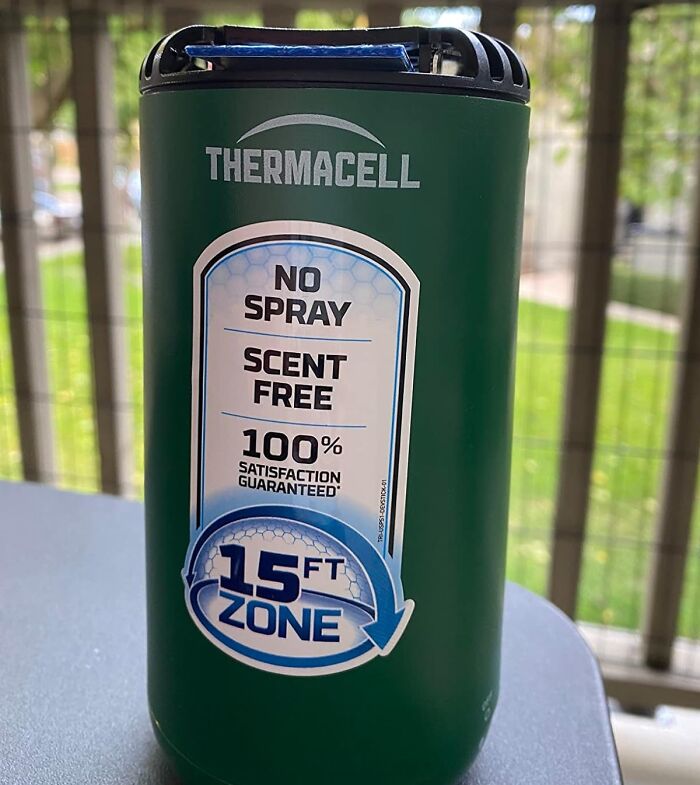 THERMACELL
NO
SPRAY
SCENT
FREE
100%
SATISFACTION
GUARANTEED*
15FT
ZONE